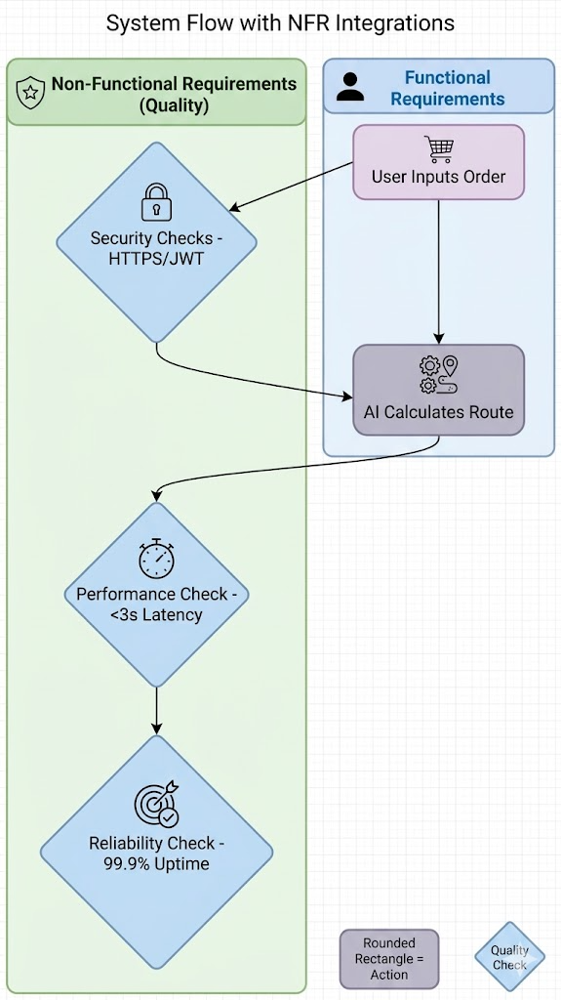 System Flow with NFR Integrations
Non-Functional Requirements
(Quality)
Functional
Requirements
User Inputs Order
Security Checks -
HTTPS/JWT
AI Calculates Route
Performance Check -
<3s Latency
Reliability Check -
99.9% Uptime
Rounded
Rectangle =
Action
Quality
Check